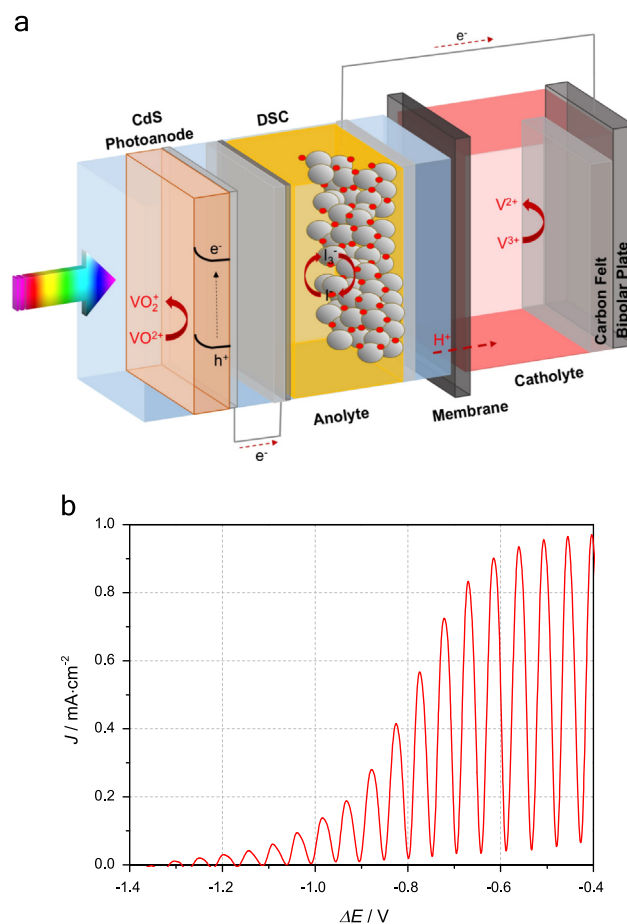 a
e⁻
CdS
Photoanode
DSC
e⁻
I₃⁻
I⁻
VO₂⁺
VO²⁺
h⁺
V²⁺
V³⁺
H⁺
Carbon Felt
Bipolar Plate
Catholyte
Membrane
Anolyte
e⁻
b
1.0
0.8
0.6
0.4
0.2
0.0
J / mA·cm⁻²
-1.4
-1.2
-1.0
-0.8
-0.6
-0.4
ΔE / V